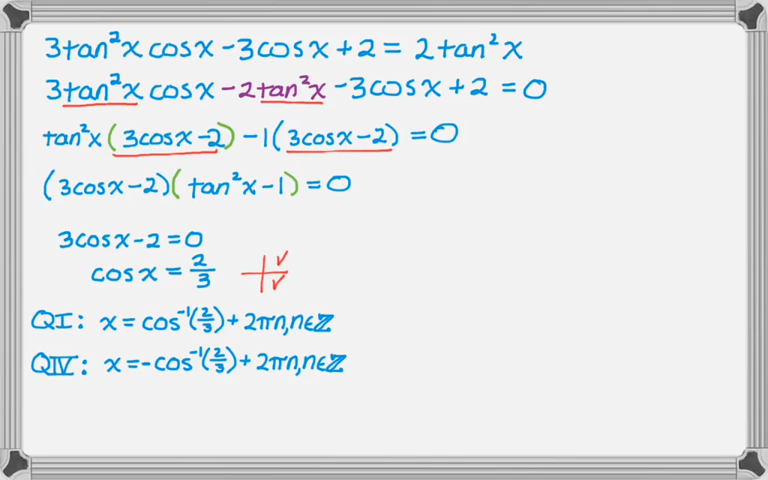 3tan²x cosx - 3cosx + 2 = 2tan²x
3tan²x cosx - 2tan²x - 3cosx + 2 = 0
tan²x (3cosx - 2) - 1(3cosx - 2) = 0
(3cosx - 2)(tan²x - 1) = 0
3cosx - 2 = 0
cosx = 2/3
QI: x = cos⁻¹(2/3) + 2πn, n∈ℤ
QIV: x = -cos⁻¹(2/3) + 2πn, n∈ℤ